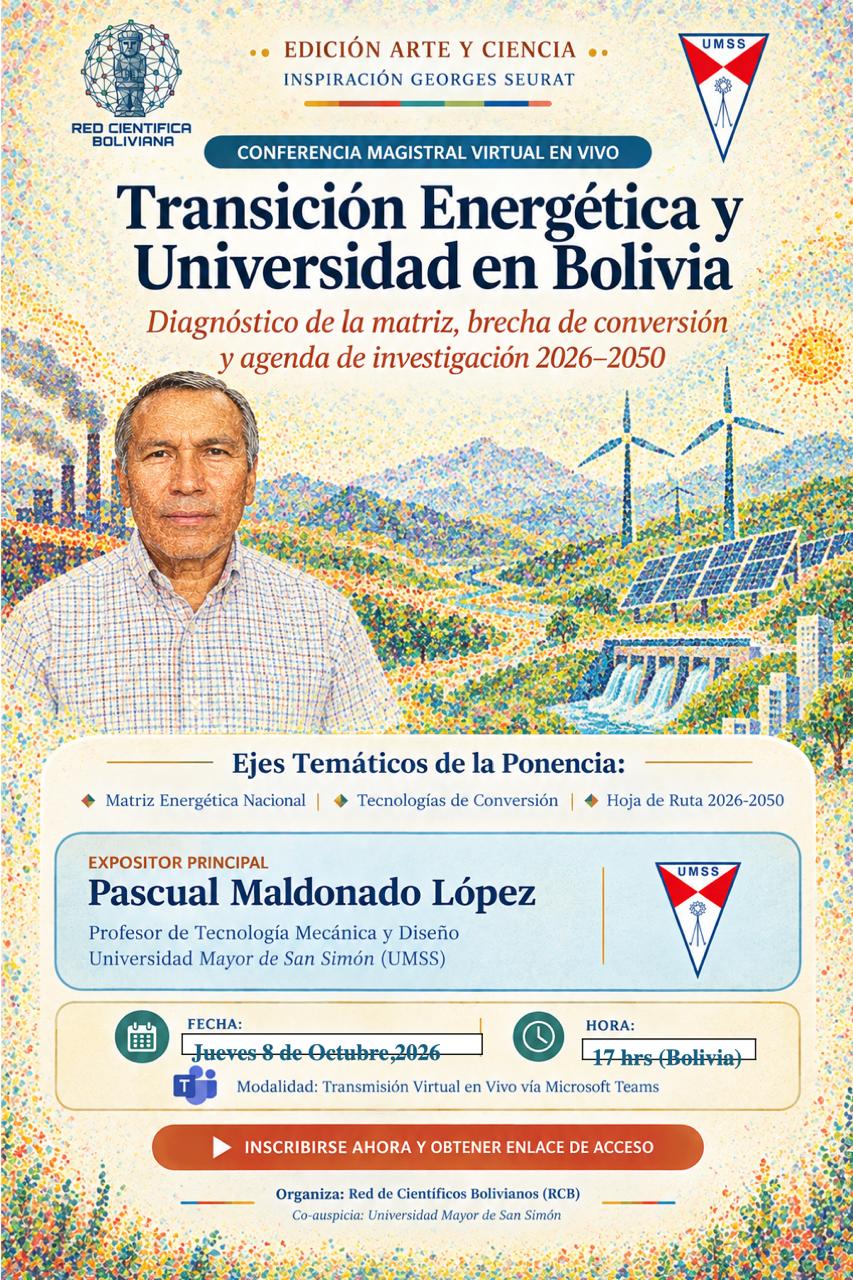 RED CIENTIFICA
BOLIVIANA
EDICIÓN ARTE Y CIENCIA
INSPIRACIÓN GEORGES SEURAT
UMSS
CONFERENCIA MAGISTRAL VIRTUAL EN VIVO
Transición Energética y
Universidad en Bolivia
Diagnóstico de la matriz, brecha de conversión
y agenda de investigación 2026–2050
Ejes Temáticos de la Ponencia:
Matriz Energética Nacional | Tecnologías de Conversión | Hoja de Ruta 2026-2050
EXPOSITOR PRINCIPAL
Pascual Maldonado López
Profesor de Tecnología Mecánica y Diseño
Universidad Mayor de San Simón (UMSS)
UMSS
FECHA:
Jueves 8 de Octubre,2026
HORA:
17 hrs (Bolivia)
T
Modalidad: Transmisión Virtual en Vivo vía Microsoft Teams
INSCRIBIRSE AHORA Y OBTENER ENLACE DE ACCESO
Organiza: Red de Científicos Bolivianos (RCB)
Co-auspicia: Universidad Mayor de San Simón